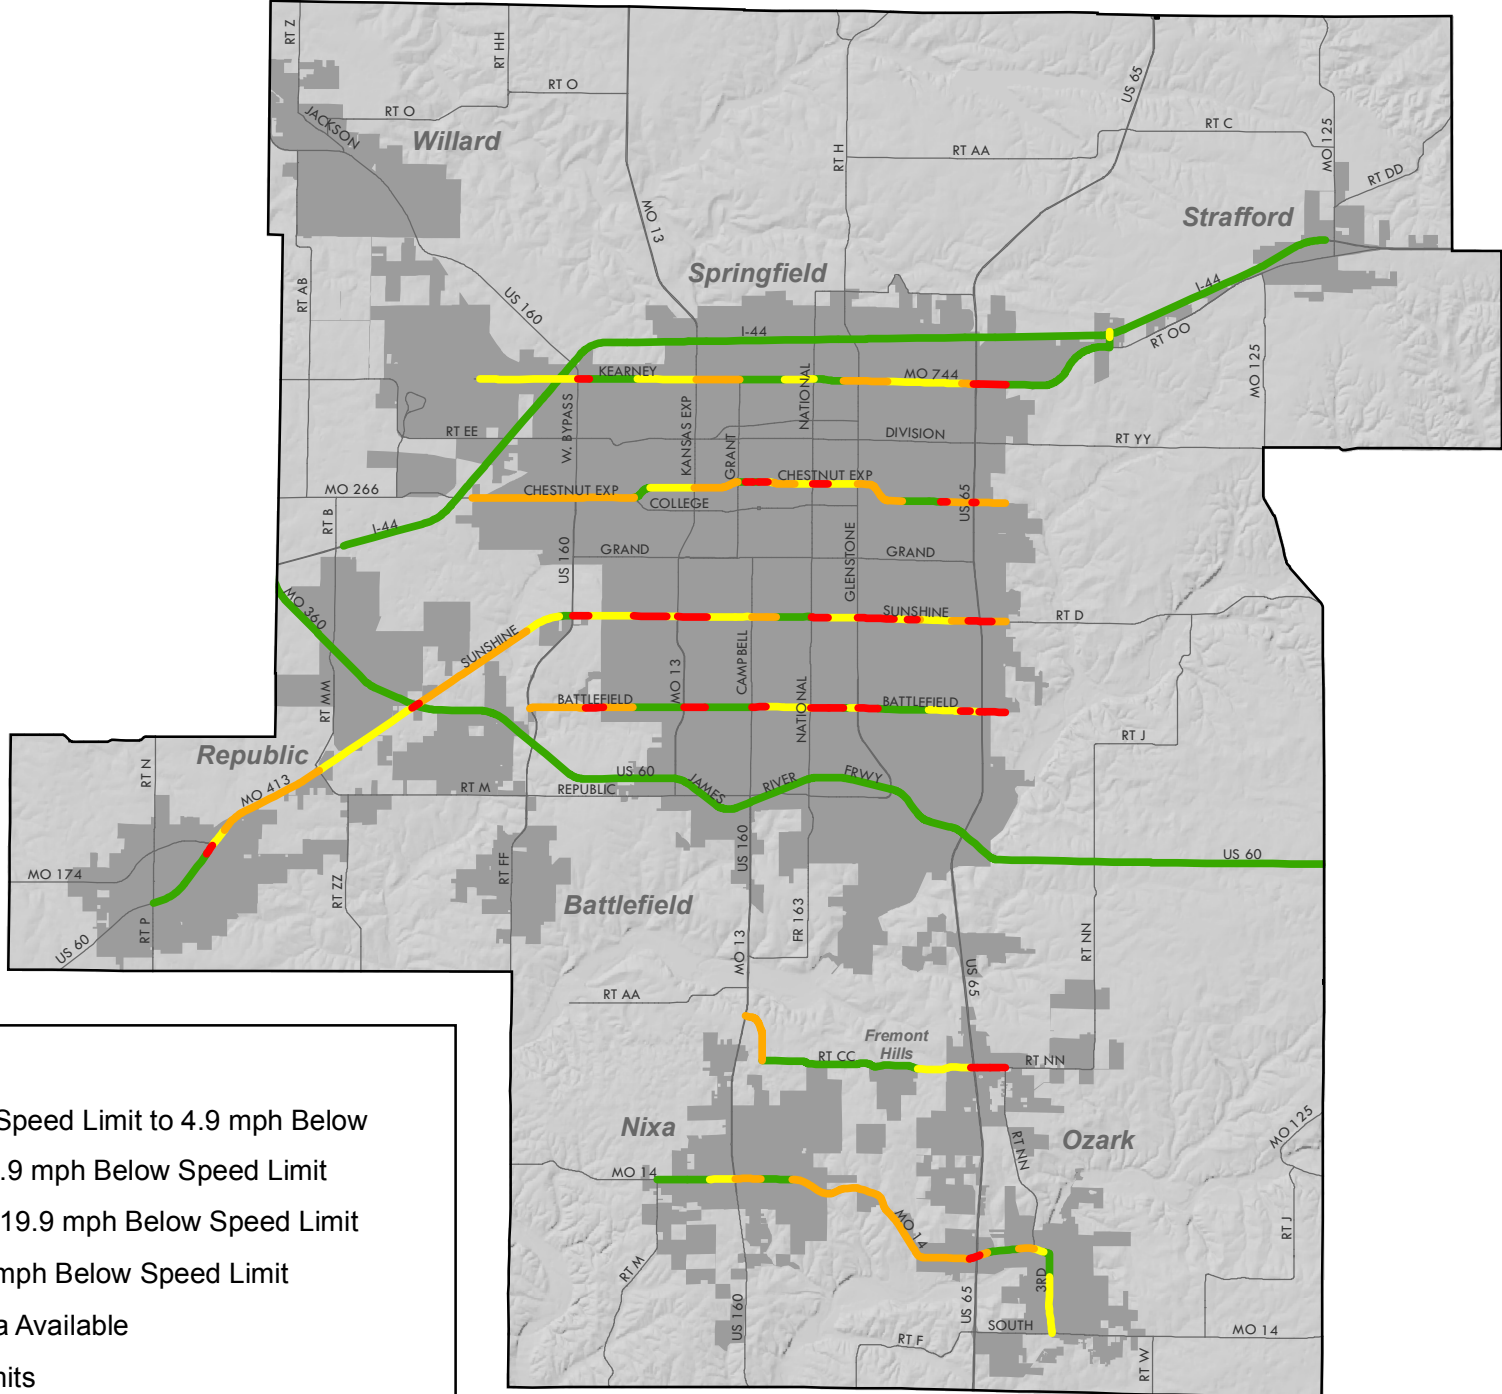 RT Z
RT HH
RT O
RT O
JACKSON
Willard
US 65
RT C
MO 125
RT H
RT AA
RT DD
MO 13
Strafford
Springfield
RT AB
US 160
I-44
I-44
RT OO
MO 125
KEARNEY
NATIONAL
MO 744
W. BYPASS
KANSAS EXP
GRANT
RT EE
DIVISION
RT YY
MO 266
CHESTNUT EXP
CHESTNUT EXP
COLLEGE
US 65
RT B
I-44
US 160
GRAND
GLENSTONE
GRAND
MO 360
SUNSHINE
SUNSHINE
RT D
CAMPBELL
MO 13
RT MM
BATTLEFIELD
NATIONAL
BATTLEFIELD
RT J
Republic
RT N
MO 413
RT M
US 60
REPUBLIC
JAMES
RIVER
FRWY
US 160
US 60
MO 174
RT ZZ
RT FF
Battlefield
FR 163
RT P
US 60
MO 13
US 65
RT NN
RT AA
Fremont
Hills
RT CC
RT NN
Nixa
Ozark
RT NN
MO 125
MO 14
MO 14
RT J
RT M
3RD
US 160
US 65
SOUTH
RT F
MO 14
RT W
Speed Limit to 4.9 mph Below
.9 mph Below Speed Limit
19.9 mph Below Speed Limit
mph Below Speed Limit
a Available
nits